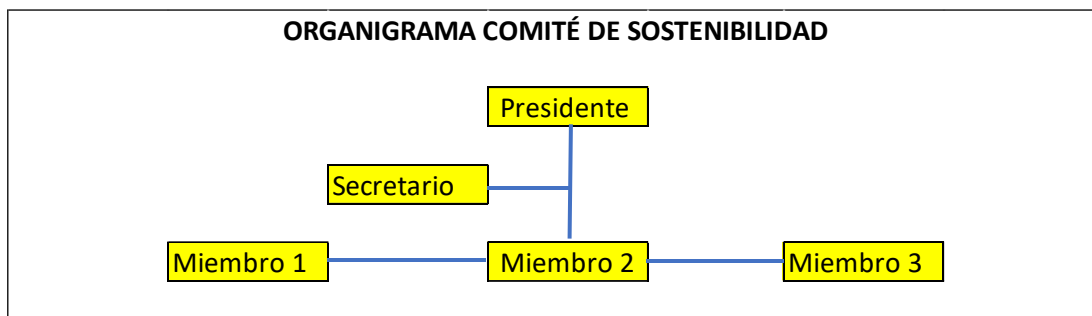 ORGANIGRAMA COMITÉ DE SOSTENIBILIDAD
Presidente
Secretario
Miembro 1
Miembro 2
Miembro 3